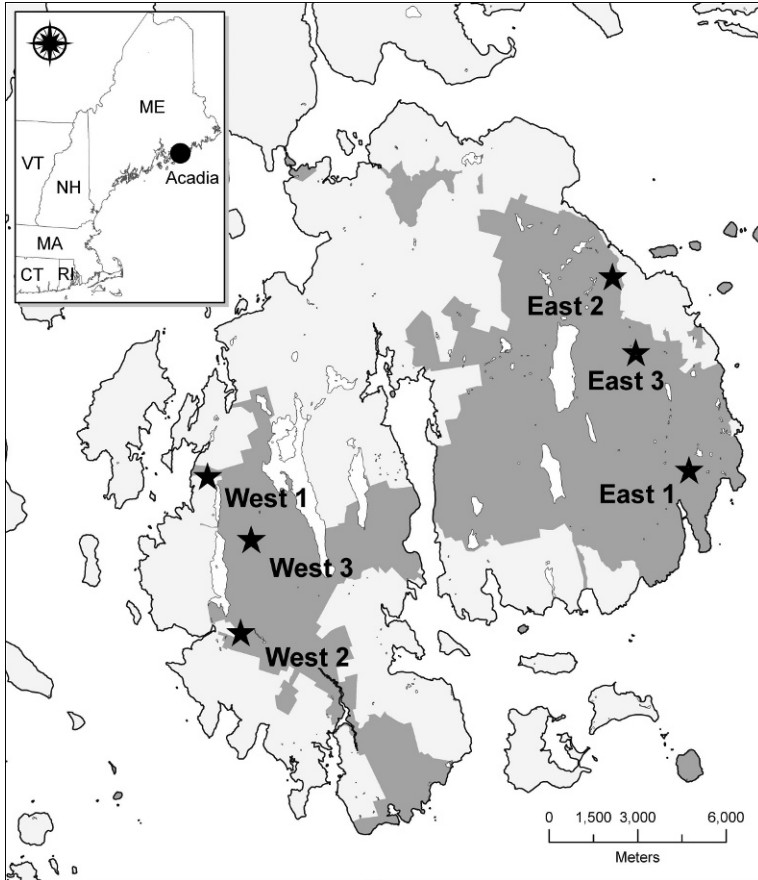 ME
VT
NH
Acadia
MA
CT
RI
East 2
East 3
East 1
West 1
West 3
West 2
0 1,500 3,000 6,000
Meters